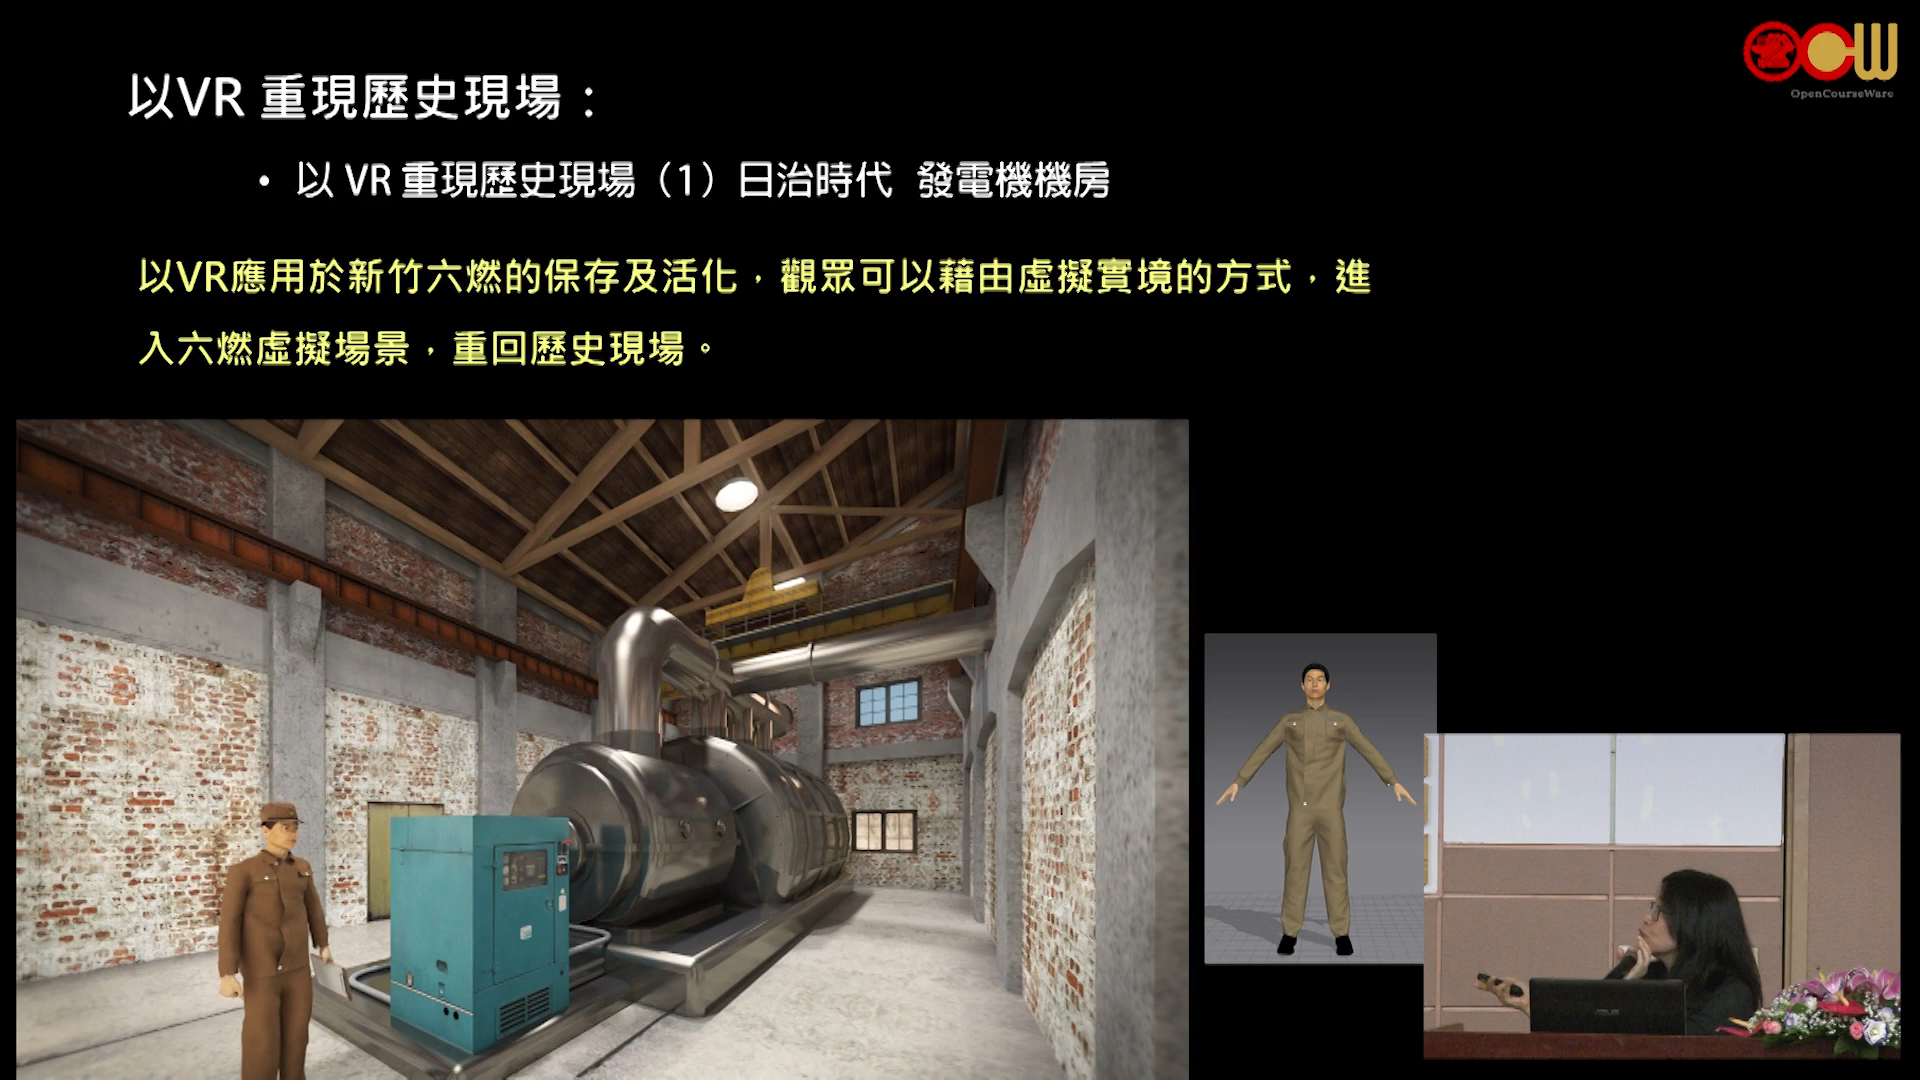 OCW
OpenCourseWare
以VR 重現歷史現場：
• 以 VR 重現歷史現場（1）日治時代 發電機機房
以VR應用於新竹六燃的保存及活化，觀眾可以藉由虛擬實境的方式，進
入六燃虛擬場景，重回歷史現場。
ASUS